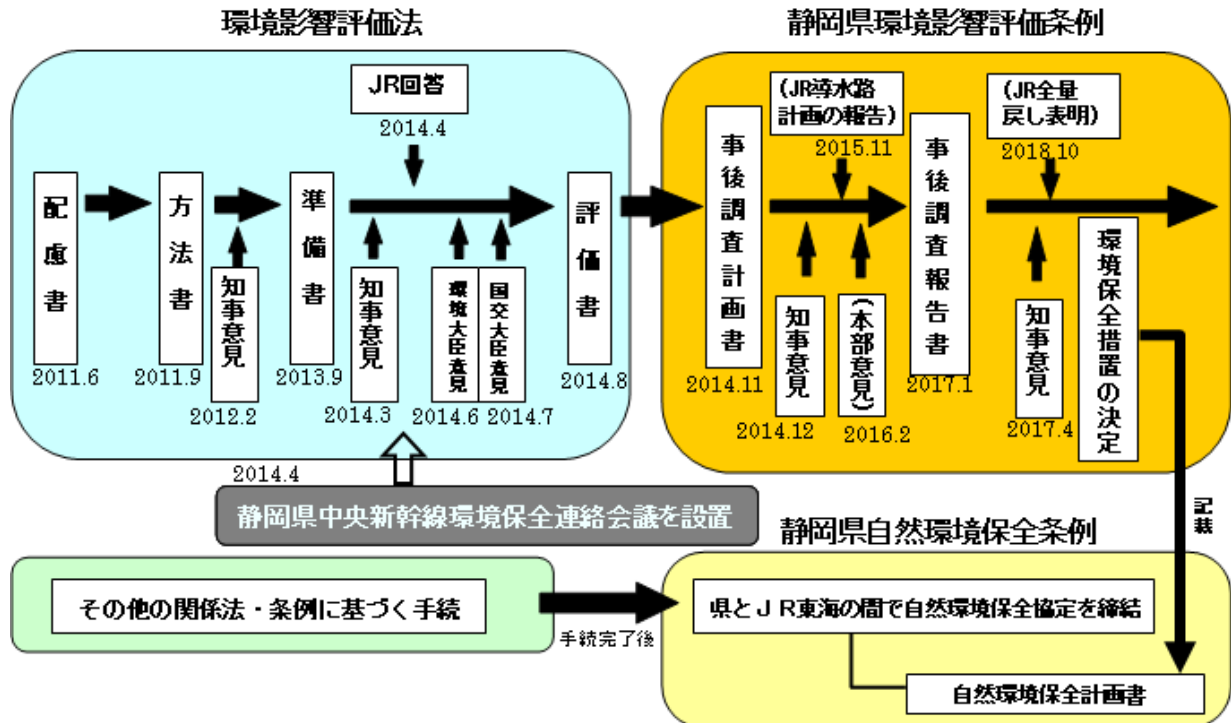 環境影響評価法
静岡県環境影響評価条例
JR回答
2014.4
配慮書
2011.6
方法書
2011.9
知事意見
2012.2
準備書
2013.9
知事意見
2014.3
環境大臣意見
2014.6
国交大臣意見
2014.7
評価書
2014.8
2014.4
静岡県中央新幹線環境保全連絡会議を設置
事後調査計画書
2014.11
(JR導水路
計画の報告)
2015.11
知事意見
2014.12
(本部意見)
2016.2
事後調査報告書
2017.1
(JR全量
戻し表明)
2018.10
知事意見
2017.4
環境保全措置の決定
記載
静岡県自然環境保全条例
その他の関係法・条例に基づく手続
手続完了後
県とJR東海の間で自然環境保全協定を締結
自然環境保全計画書